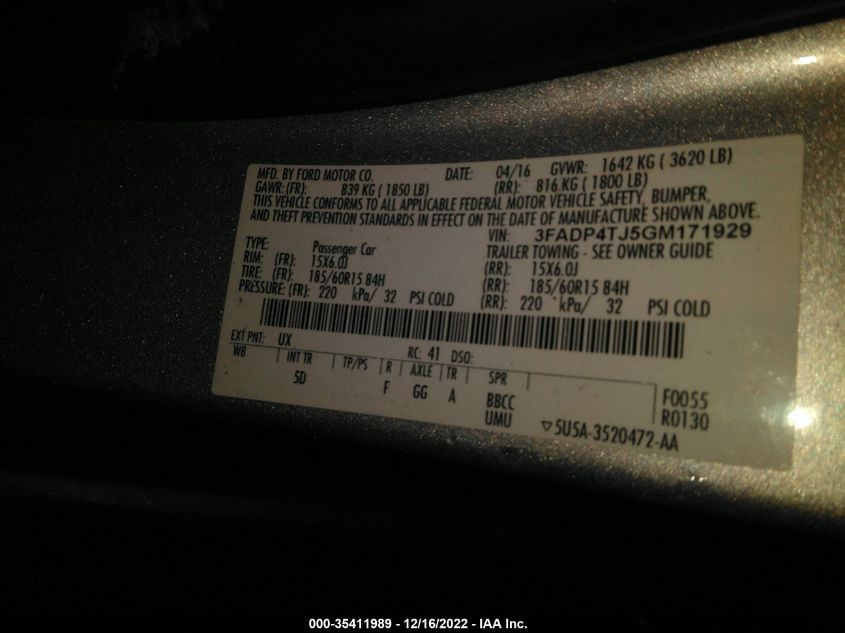 MFD. BY FORD MOTOR CO. DATE: 04/16 GVWR: 1642 KG ( 3620 LB)
GAWR:(FR): 839 KG ( 1850 LB) (RR): 816 KG ( 1800 LB)
THIS VEHICLE CONFORMS TO ALL APPLICABLE FEDERAL MOTOR VEHICLE SAFETY, BUMPER,
AND THEFT PREVENTION STANDARDS IN EFFECT ON THE DATE OF MANUFACTURE SHOWN ABOVE.
VIN: 3FADP4TJ5GM171929
TYPE: Passenger Car TRAILER TOWING - SEE OWNER GUIDE
RIM: (FR): 15X6.0J (RR): 15X6.0J
TIRE: (FR): 185/60R15 84H (RR): 185/60R15 84H
PRESSURE: (FR): 220 kPa/ 32 PSI COLD (RR): 220 kPa/ 32 PSI COLD
EXT PNT: UX RC: 41 DSO:
WB INT TR TP/PS R AXLE TR SPR
5D F GG A BBCC F0055
UMU R0130
▽5U5A-3520472-AA
000-35411989 - 12/16/2022 - IAA Inc.